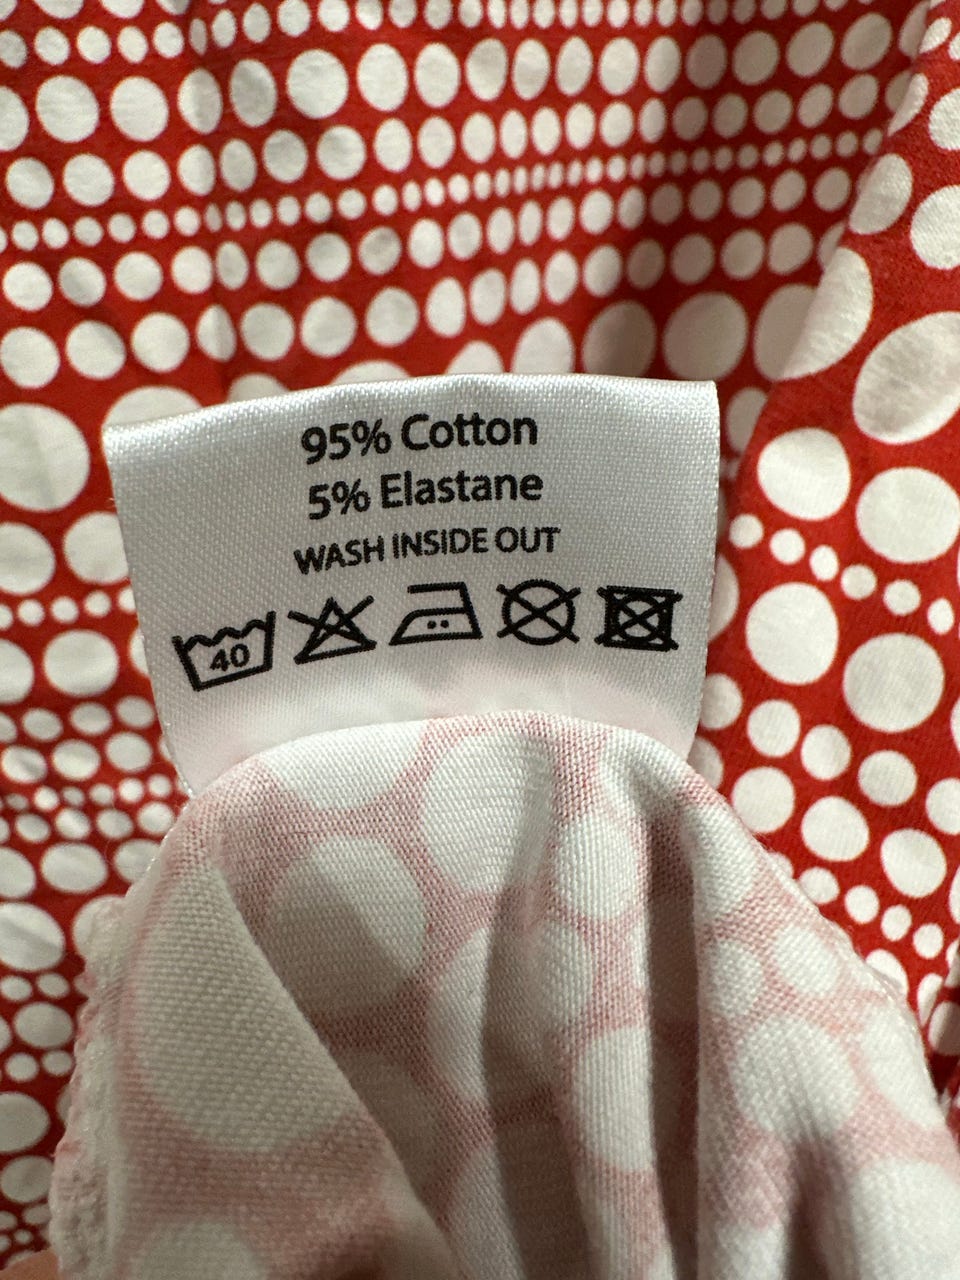 95% Cotton
5% Elastane
WASH INSIDE OUT
40